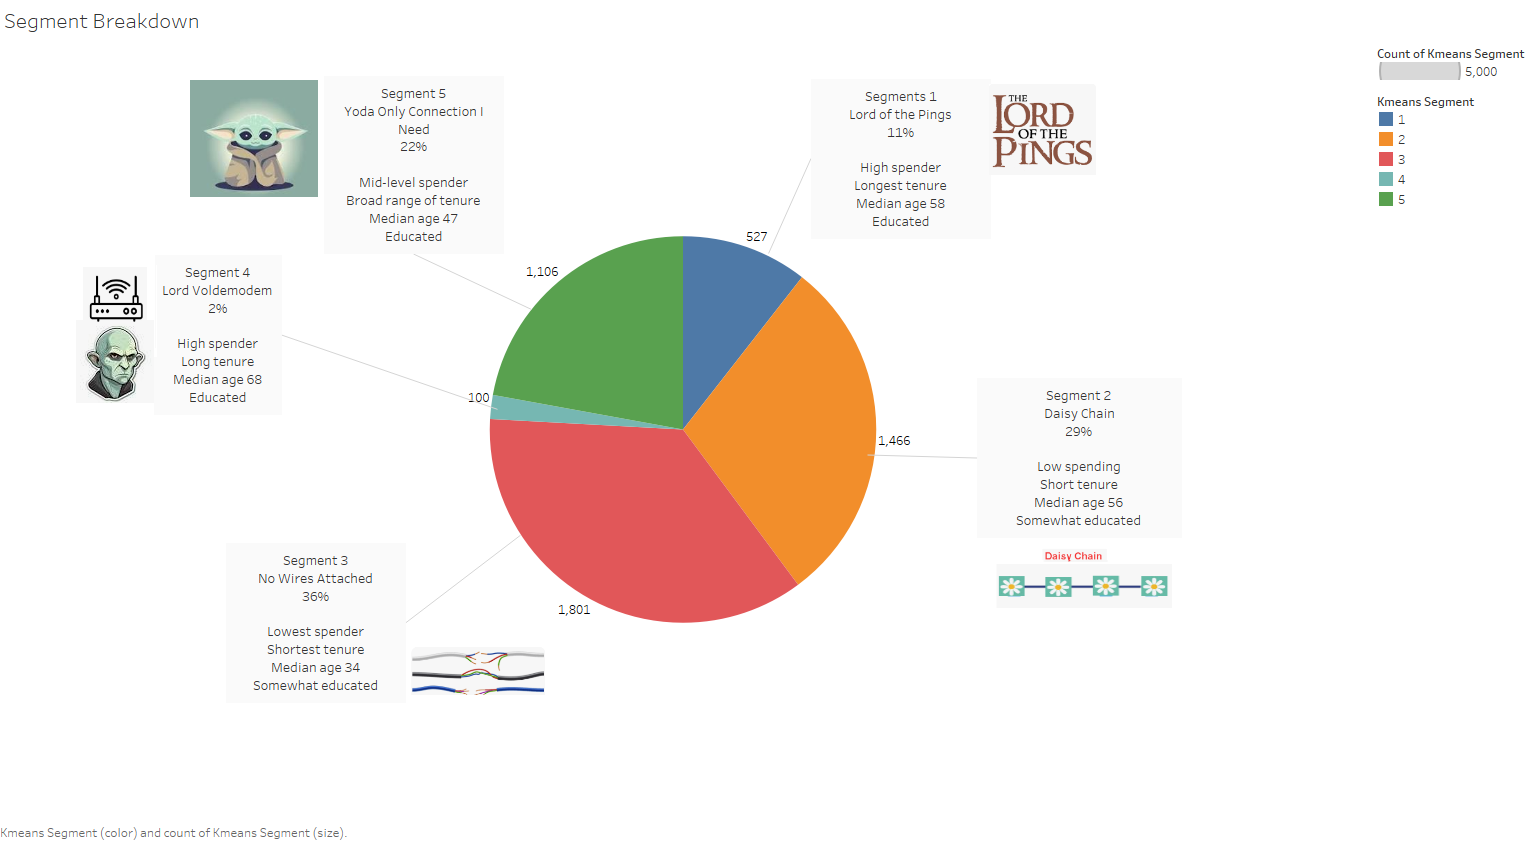 Segment Breakdown
Count of Kmeans Segment
5,000
Kmeans Segment
1
2
3
4
5
Segment 5
Yoda Only Connection I
Need
22%
Mid-level spender
Broad range of tenure
Median age 47
Educated
Segments 1
Lord of the Pings
11%
High spender
Longest tenure
Median age 58
Educated
THE
LORD
OF THE
PINGS
527
1,106
Segment 4
Lord Voldemodem
2%
High spender
Long tenure
Median age 68
Educated
100
Segment 2
Daisy Chain
29%
Low spending
Short tenure
Median age 56
Somewhat educated
1,466
Daisy Chain
Segment 3
No Wires Attached
36%
Lowest spender
Shortest tenure
Median age 34
Somewhat educated
1,801
Kmeans Segment (color) and count of Kmeans Segment (size).